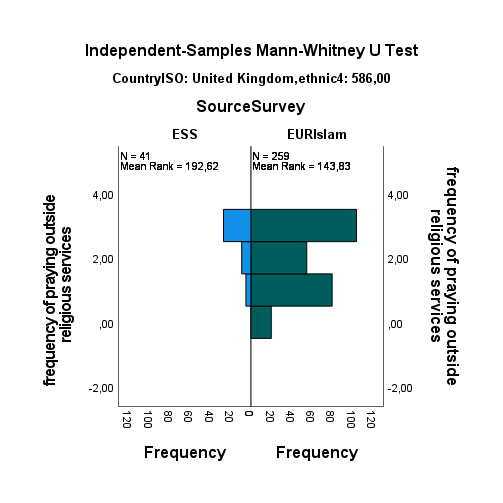 Independent-Samples Mann-Whitney U Test
CountryISO: United Kingdom,ethnic4: 586,00
SourceSurvey
ESS
EURIslam
N = 41
Mean Rank = 192,62
N = 259
Mean Rank = 143,83
frequency of praying outside
religious services
4,00
2,00
,00
-2,00
4,00
2,00
,00
-2,00
frequency of praying outside
religious services
120 100 80 60 40 20 0 20 40 60 80 100 120
Frequency
Frequency